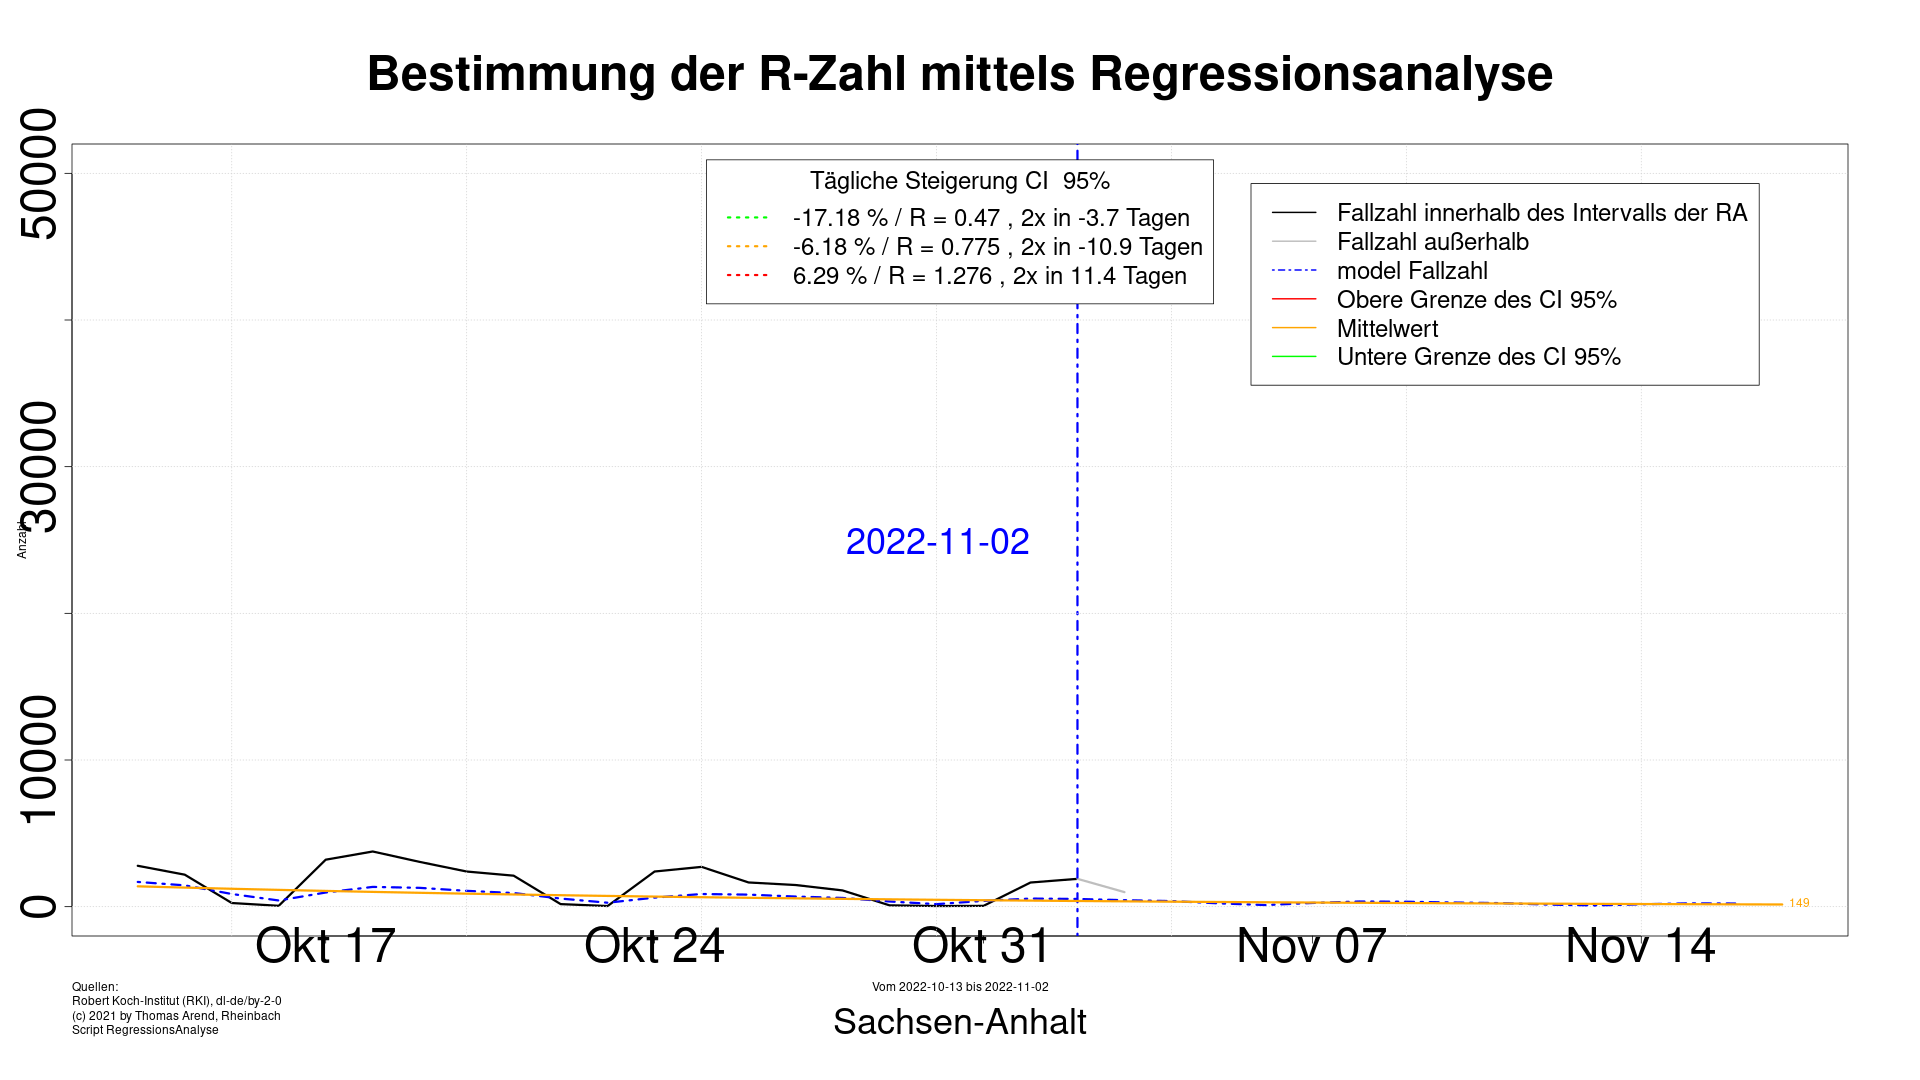 Bestimmung der R-Zahl mittels Regressionsanalyse
50000
30000
10000
0
Anzahl
Tägliche Steigerung CI  95%
-17.18 % / R = 0.47 , 2x in -3.7 Tagen
-6.18 % / R = 0.775 , 2x in -10.9 Tagen
6.29 % / R = 1.276 , 2x in 11.4 Tagen
Fallzahl innerhalb des Intervalls der RA
Fallzahl außerhalb
model Fallzahl
Obere Grenze des CI 95%
Mittelwert
Untere Grenze des CI 95%
2022-11-02
149
Okt 17
Okt 24
Okt 31
Nov 07
Nov 14
Quellen:
Robert Koch-Institut (RKI), dl-de/by-2-0
(c) 2021 by Thomas Arend, Rheinbach
Script RegressionsAnalyse
Vom 2022-10-13 bis 2022-11-02
Sachsen-Anhalt